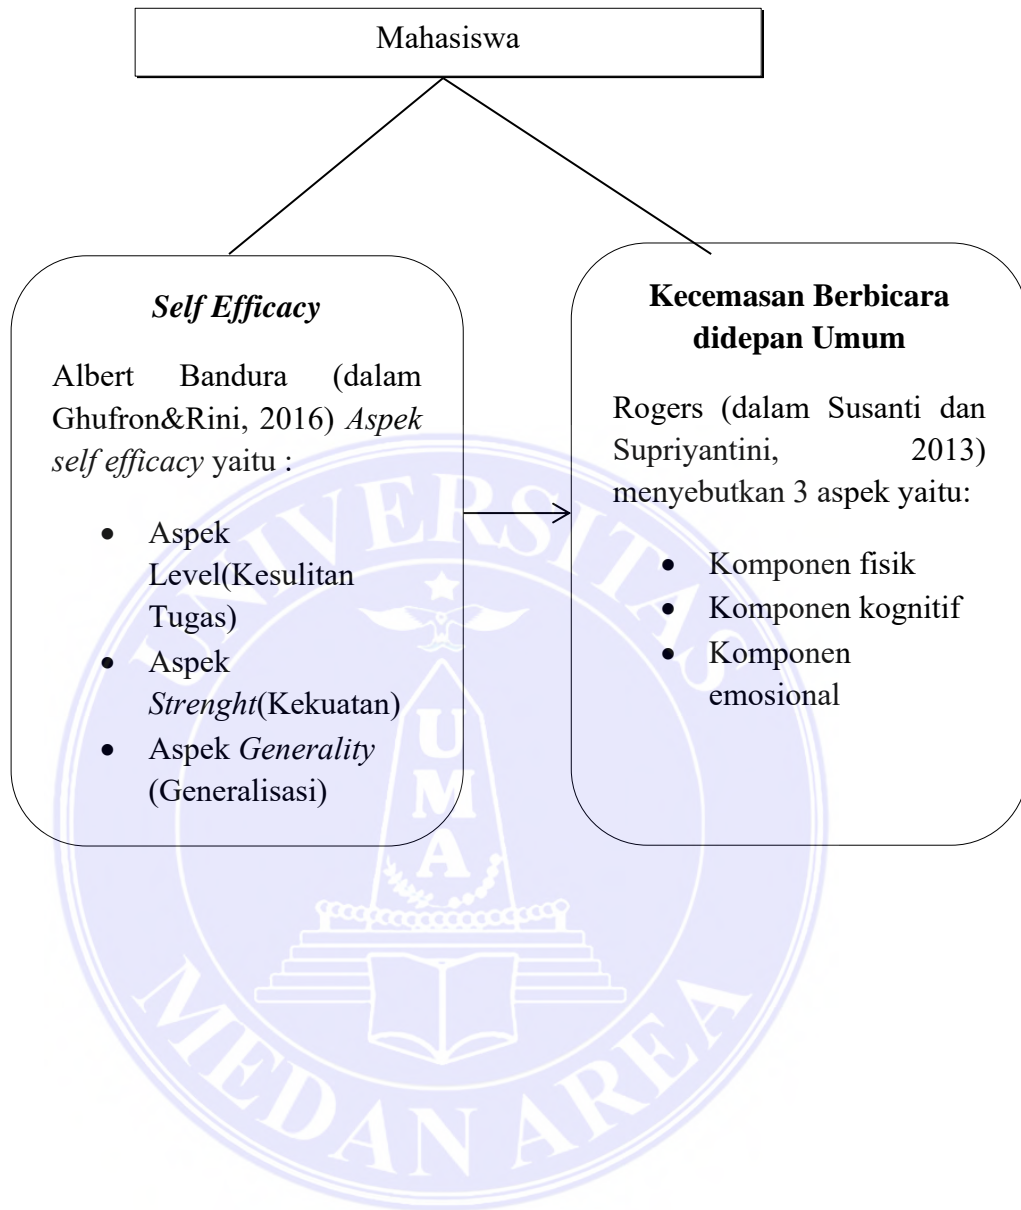 Mahasiswa
Self Efficacy
Albert Bandura (dalam
Ghufron&Rini, 2016) Aspek
self efficacy yaitu :
• Aspek
Level(Kesulitan
Tugas)
• Aspek
Strenght(Kekuatan)
• Aspek Generality
(Generalisasi)
Kecemasan Berbicara
didepan Umum
Rogers (dalam Susanti dan
Supriyantini, 2013)
menyebutkan 3 aspek yaitu:
• Komponen fisik
• Komponen kognitif
• Komponen
emosional
UNIVERSITAS
U
M
A
MEDAN AREA